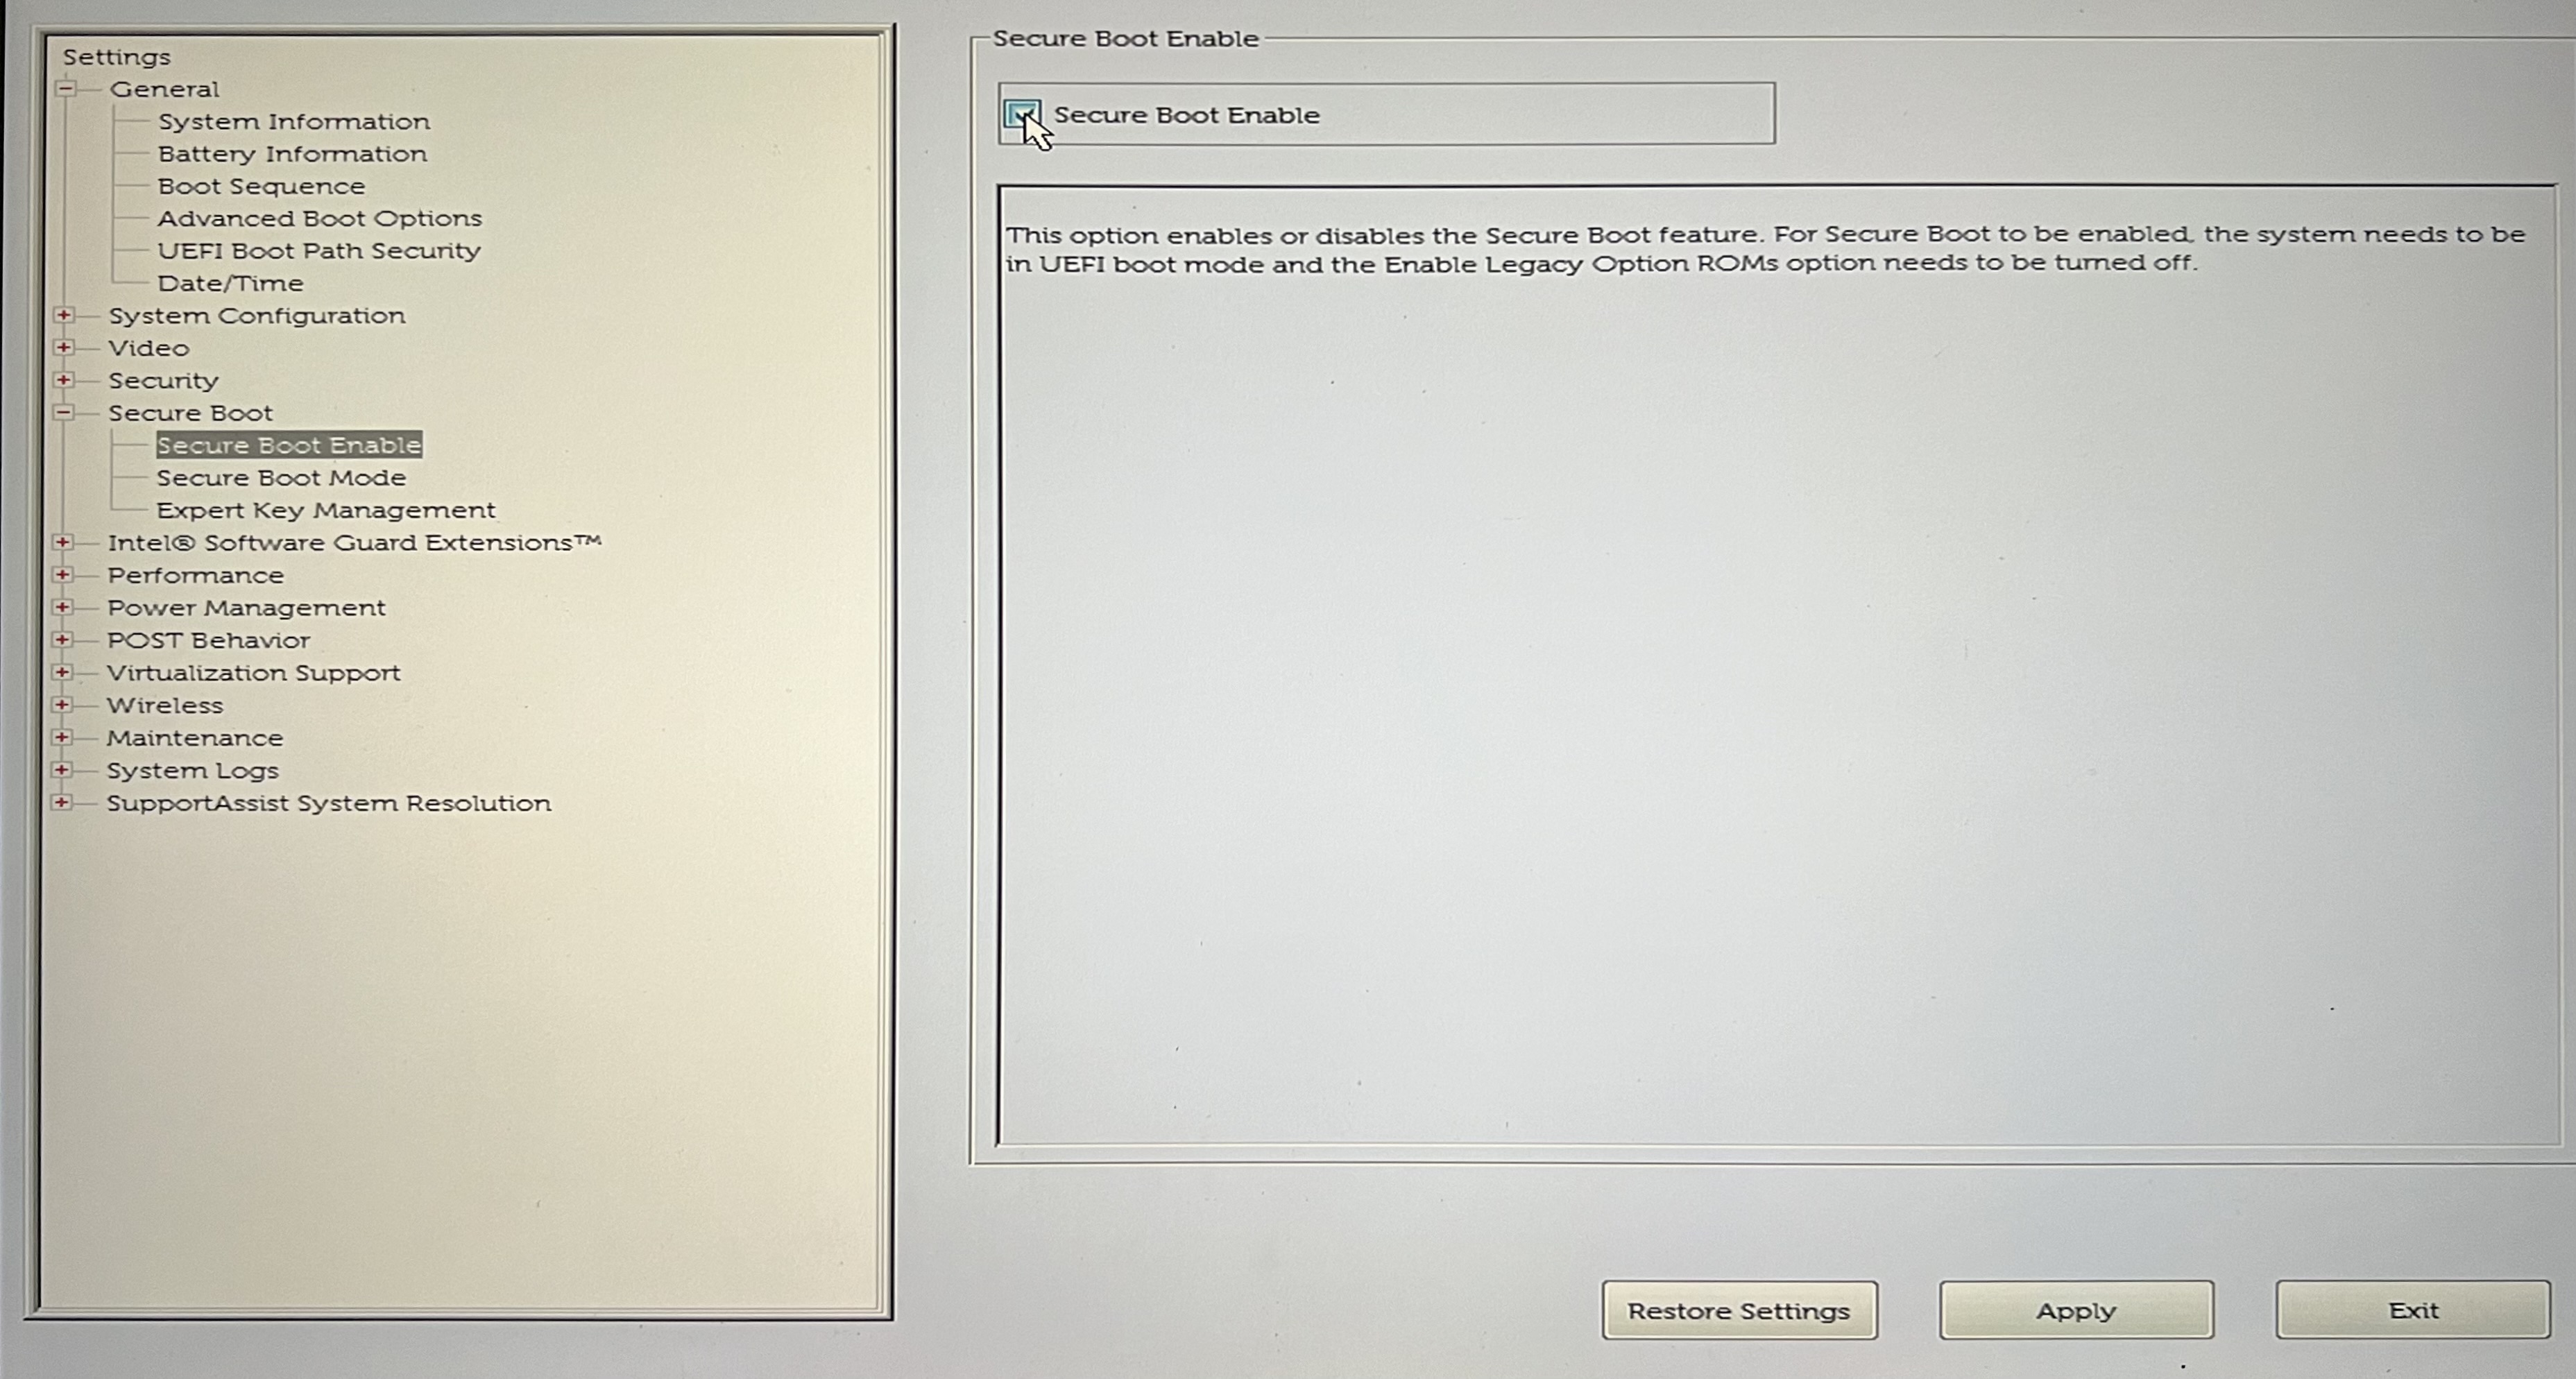 Settings
General
System Information
Battery Information
Boot Sequence
Advanced Boot Options
UEFI Boot Path Security
Date/Time
System Configuration
Video
Security
Secure Boot
Secure Boot Enable
Secure Boot Mode
Expert Key Management
Intel® Software Guard Extensions™
Performance
Power Management
POST Behavior
Virtualization Support
Wireless
Maintenance
System Logs
SupportAssist System Resolution
Secure Boot Enable
Secure Boot Enable
This option enables or disables the Secure Boot feature. For Secure Boot to be enabled, the system needs to be
in UEFI boot mode and the Enable Legacy Option ROMs option needs to be turned off.
Restore Settings
Apply
Exit